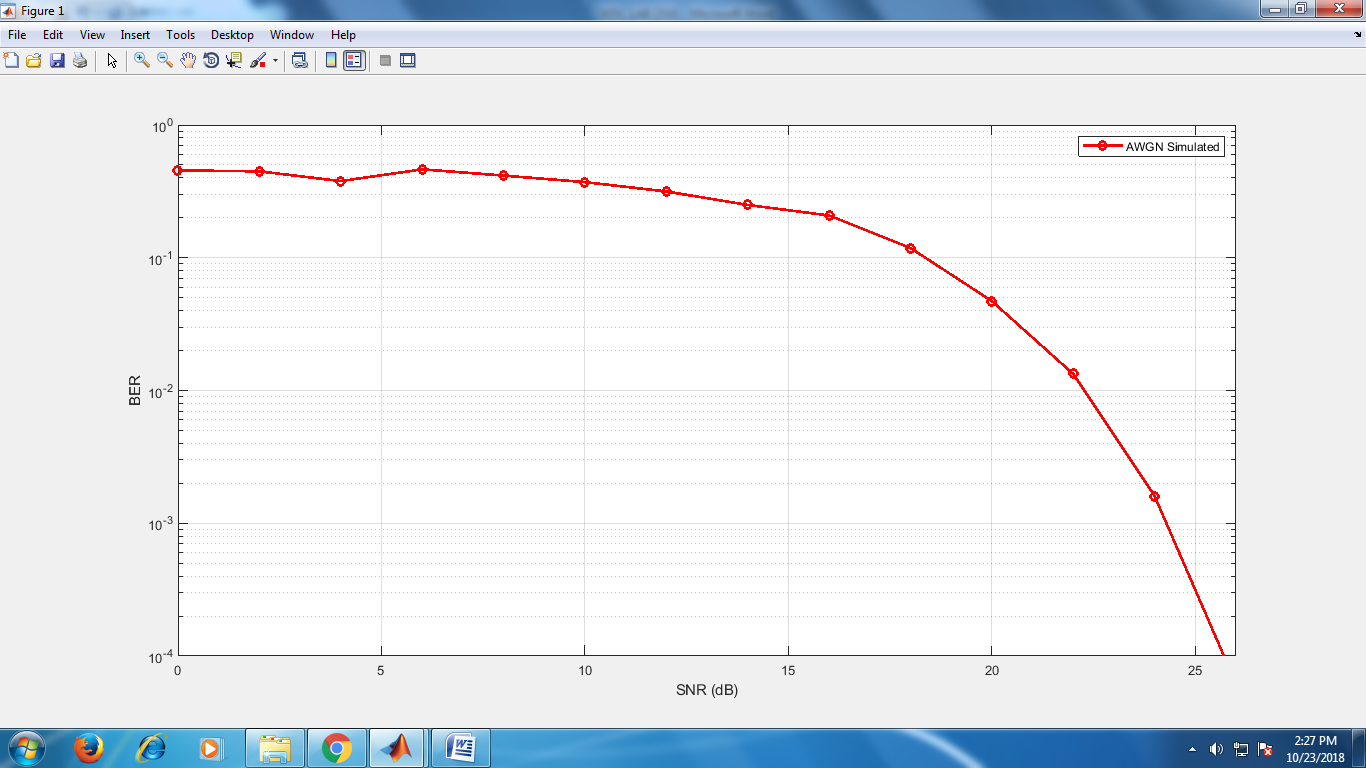 Figure 1
File Edit View Insert Tools Desktop Window Help
AWGN Simulated
10^0
10^-1
10^-2
10^-3
10^-4
BER
0 5 10 15 20 25
SNR (dB)
2:27 PM
10/23/2018